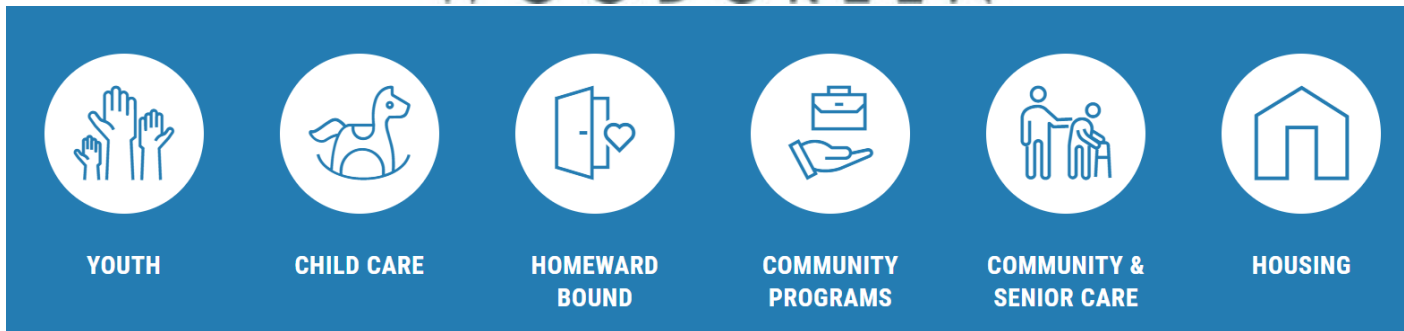 YOUTH
CHILD CARE
HOMEWARD
BOUND
COMMUNITY
PROGRAMS
COMMUNITY &
SENIOR CARE
HOUSING